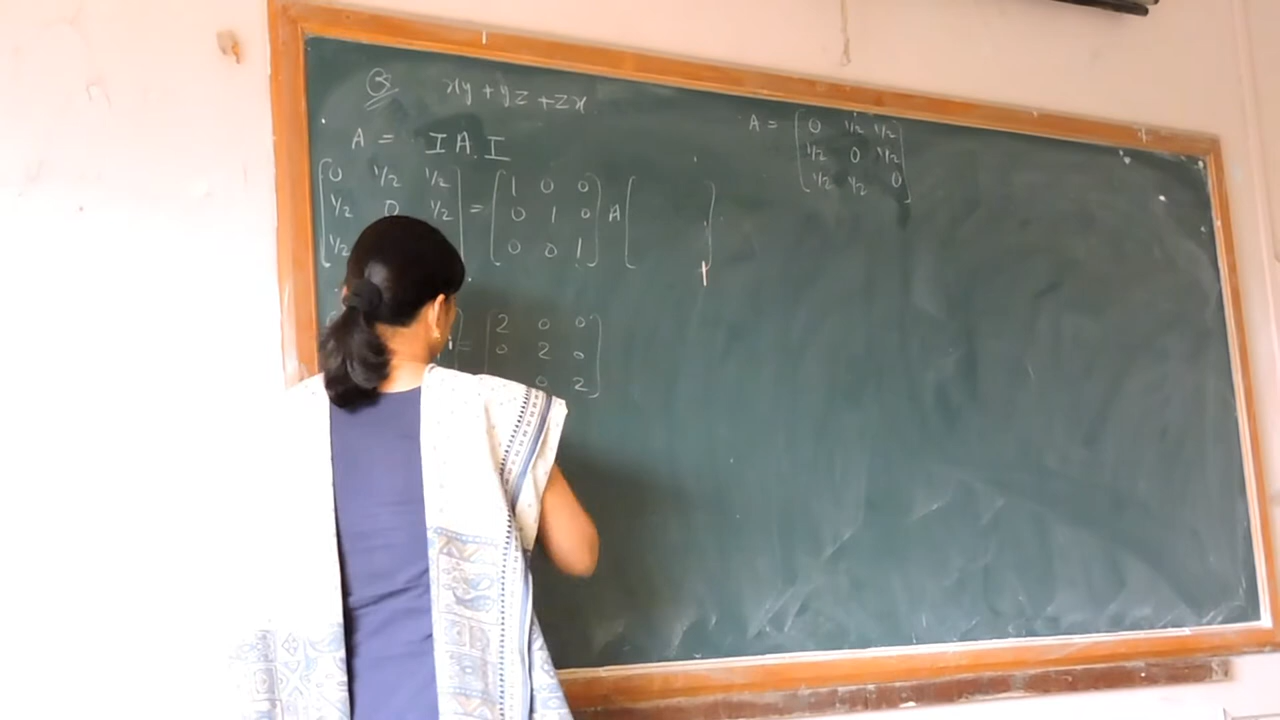 Q xy + yz + zx
A = I A. I
[0 1/2 1/2] = [1 0 0] A [ ]
[1/2 0 1/2] [0 1 0]
[1/2 ] [0 0 1]
= [2 0 0]
[0 2 0]
[0 2]
A = [0 1/2 1/2]
[1/2 0 1/2]
[1/2 1/2 0]